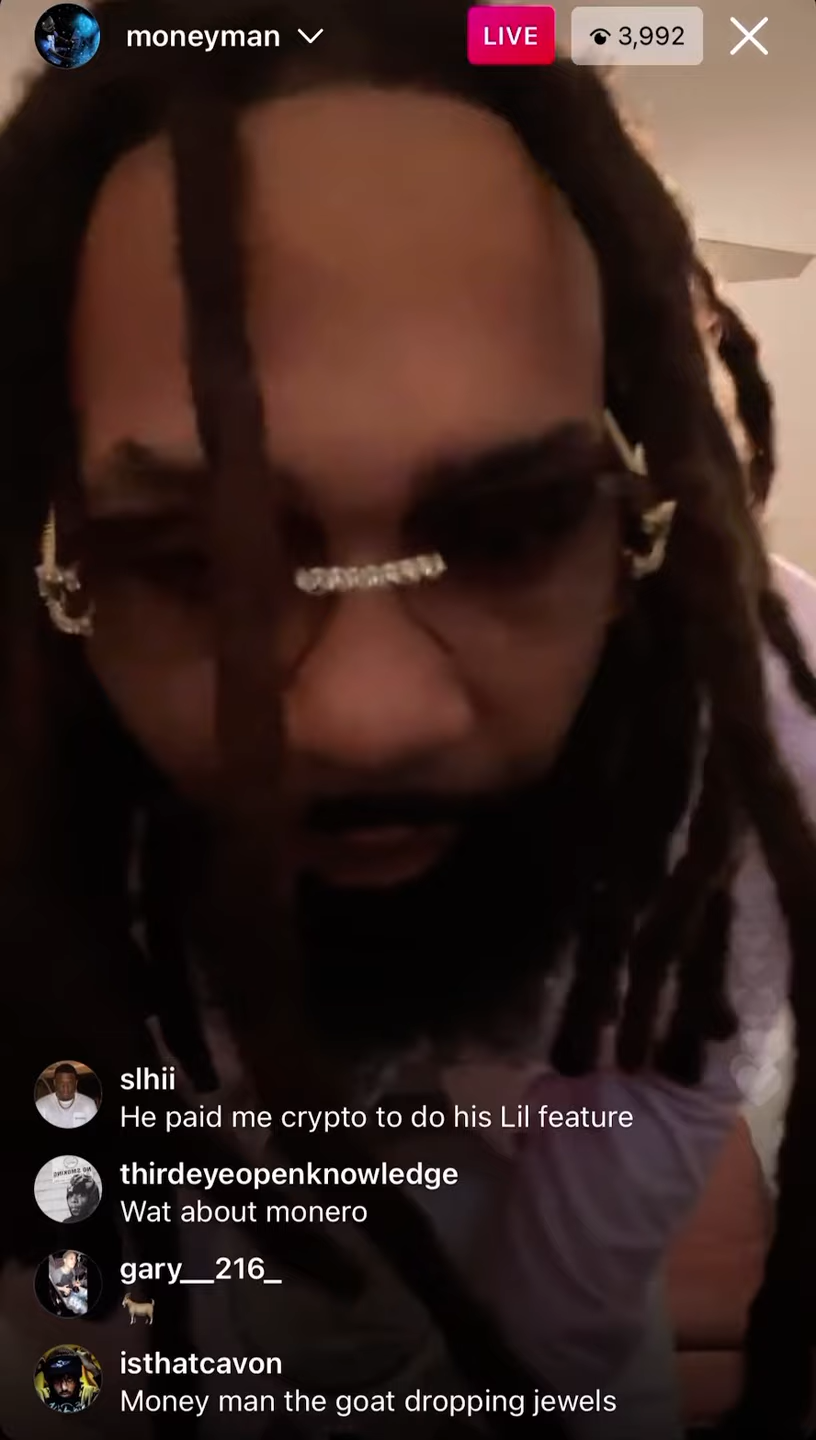 moneyman
LIVE
3,992
slhii
He paid me crypto to do his Lil feature
thirdeyeopenknowledge
Wat about monero
gary__216_
🐐
isthatcavon
Money man the goat dropping jewels